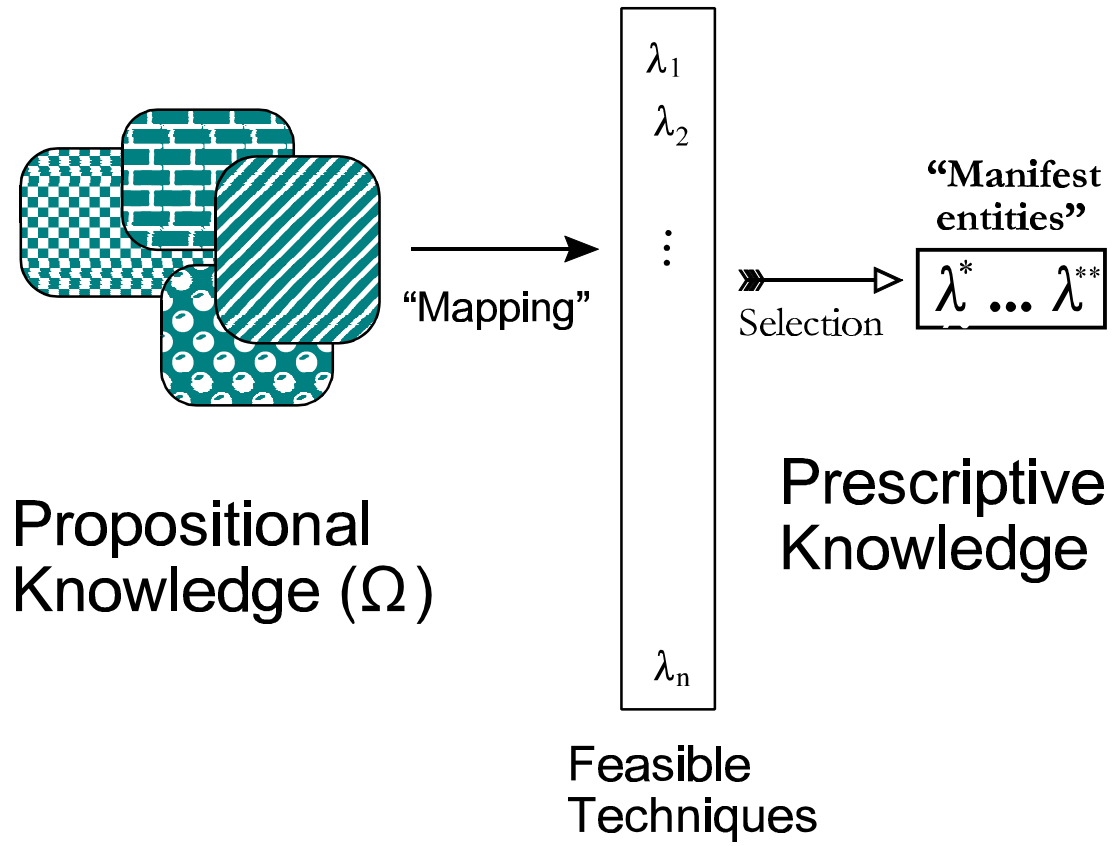 λ1
λ2
⋮
λn
“Mapping”
Selection
“Manifest
entities”
λ* ... λ**
Propositional
Knowledge (Ω)
Prescriptive
Knowledge
Feasible
Techniques